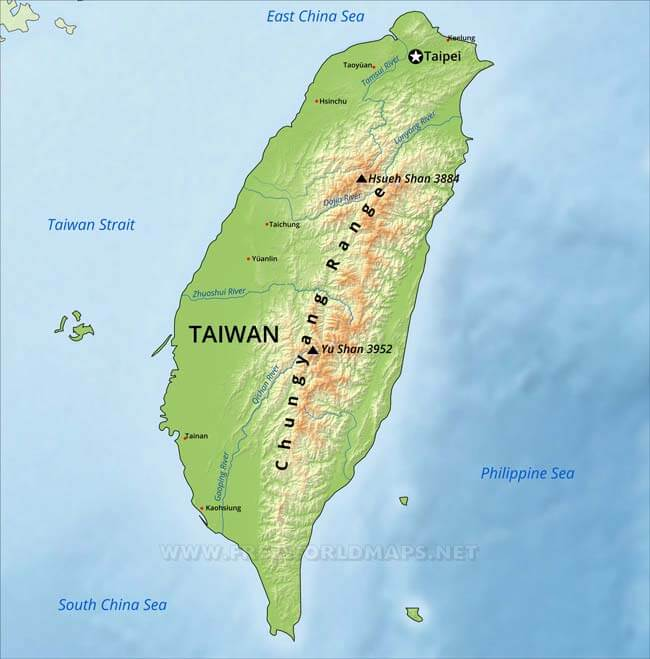 East China Sea
Keelung
Taipei
Taoyüan
Tamsui River
Hsinchu
Lanyang River
Hsueh Shan 3884
Dajia River
Taiwan Strait
Taichung
Yüanlin
Zhuoshui River
TAIWAN
Chungyang Range
Yu Shan 3952
Qishan River
Tainan
Gaoping River
Philippine Sea
Kaohsiung
WWW.FREEWORLDMAPS.NET
South China Sea